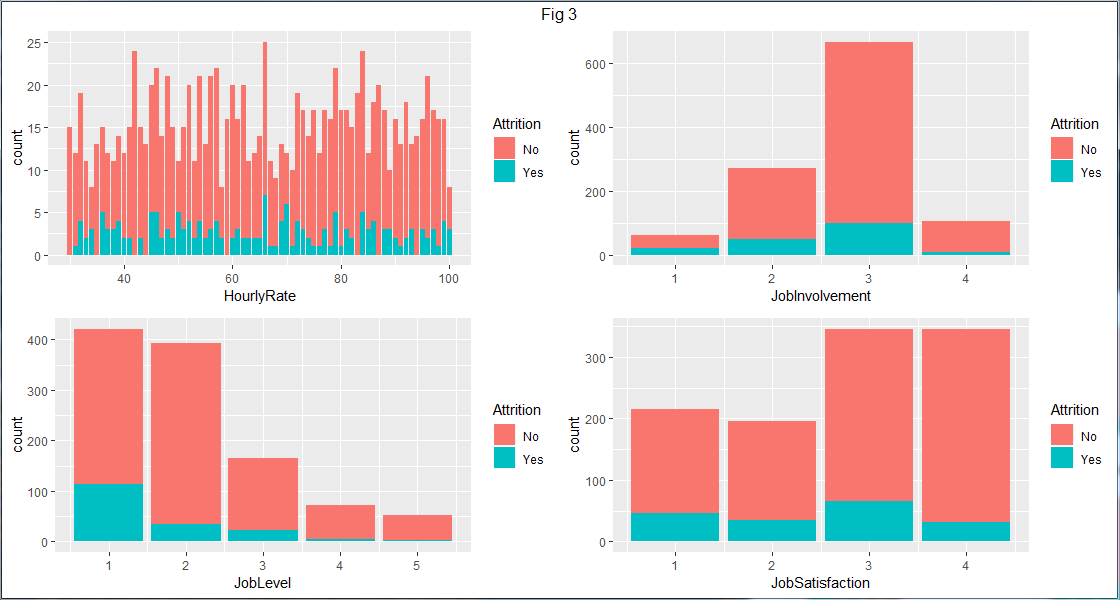 Fig 3
count
25
20
15
10
5
0
40 60 80 100
HourlyRate
Attrition
No
Yes
count
600
400
200
0
1 2 3 4
JobInvolvement
Attrition
No
Yes
count
400
300
200
100
0
1 2 3 4 5
JobLevel
Attrition
No
Yes
count
300
200
100
0
1 2 3 4
JobSatisfaction
Attrition
No
Yes